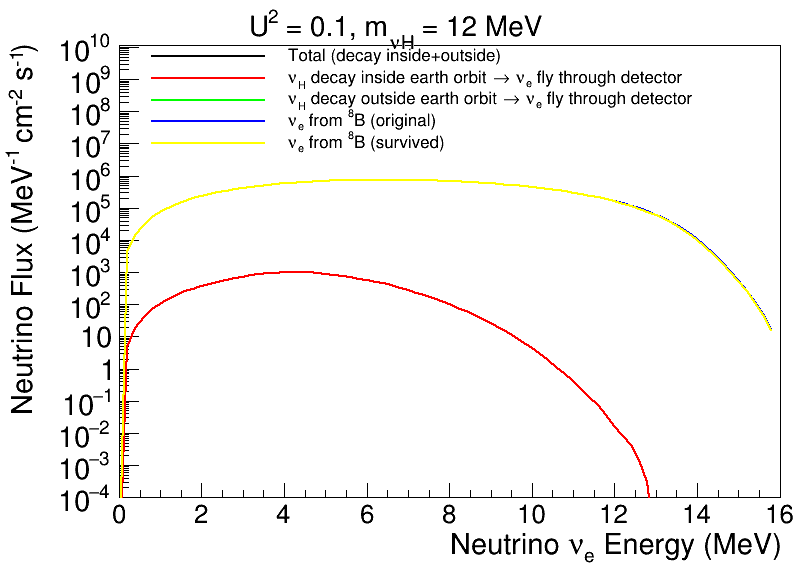 U² = 0.1, m_νH = 12 MeV
Total (decay inside+outside)
ν_H decay inside earth orbit → ν_e fly through detector
ν_H decay outside earth orbit → ν_e fly through detector
ν_e from ⁸B (original)
ν_e from ⁸B (survived)
Neutrino Flux (MeV⁻¹ cm⁻² s⁻¹)
10¹⁰
10⁹
10⁸
10⁷
10⁶
10⁵
10⁴
10³
10²
10
1
10⁻¹
10⁻²
10⁻³
10⁻⁴
0 2 4 6 8 10 12 14 16
Neutrino ν_e Energy (MeV)